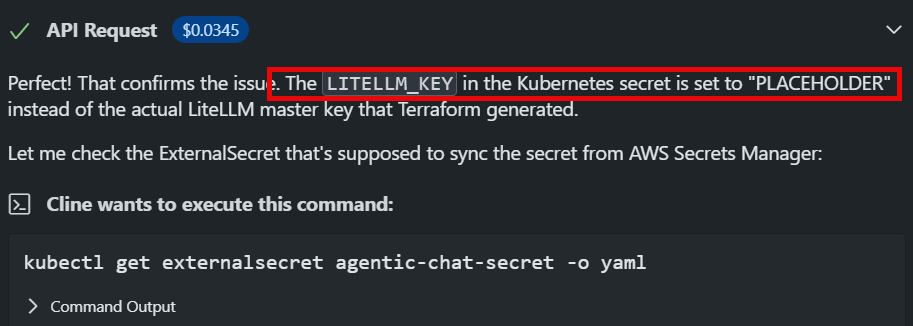 API Request $0.0345
Perfect! That confirms the issue. The LITELLM_KEY in the Kubernetes secret is set to "PLACEHOLDER"
instead of the actual LiteLLM master key that Terraform generated.
Let me check the ExternalSecret that's supposed to sync the secret from AWS Secrets Manager:
Cline wants to execute this command:
kubectl get externalsecret agentic-chat-secret -o yaml
Command Output